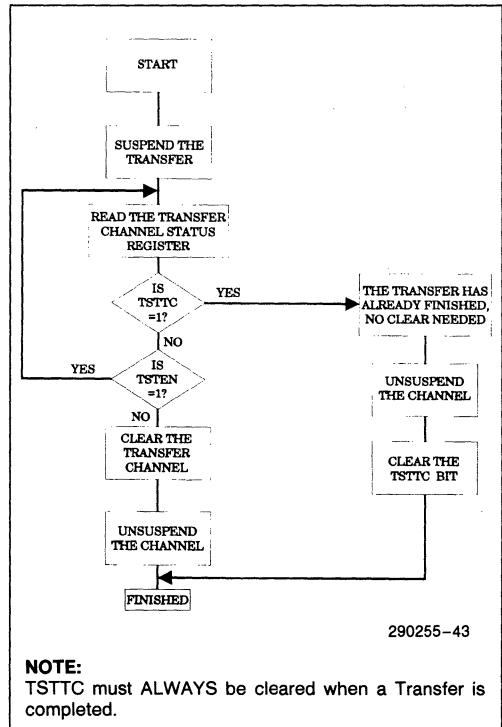 START
SUSPEND THE
TRANSFER
READ THE TRANSFER
CHANNEL STATUS
REGISTER
IS
TSTTC
=1?
YES
THE TRANSFER HAS
ALREADY FINISHED,
NO CLEAR NEEDED
NO
IS
TSTEN
=1?
YES
UNSUSPEND
THE CHANNEL
NO
CLEAR THE
TRANSFER
CHANNEL
CLEAR THE
TSTTC BIT
UNSUSPEND
THE CHANNEL
FINISHED
290255–43
NOTE:
TSTTC must ALWAYS be cleared when a Transfer is
completed.